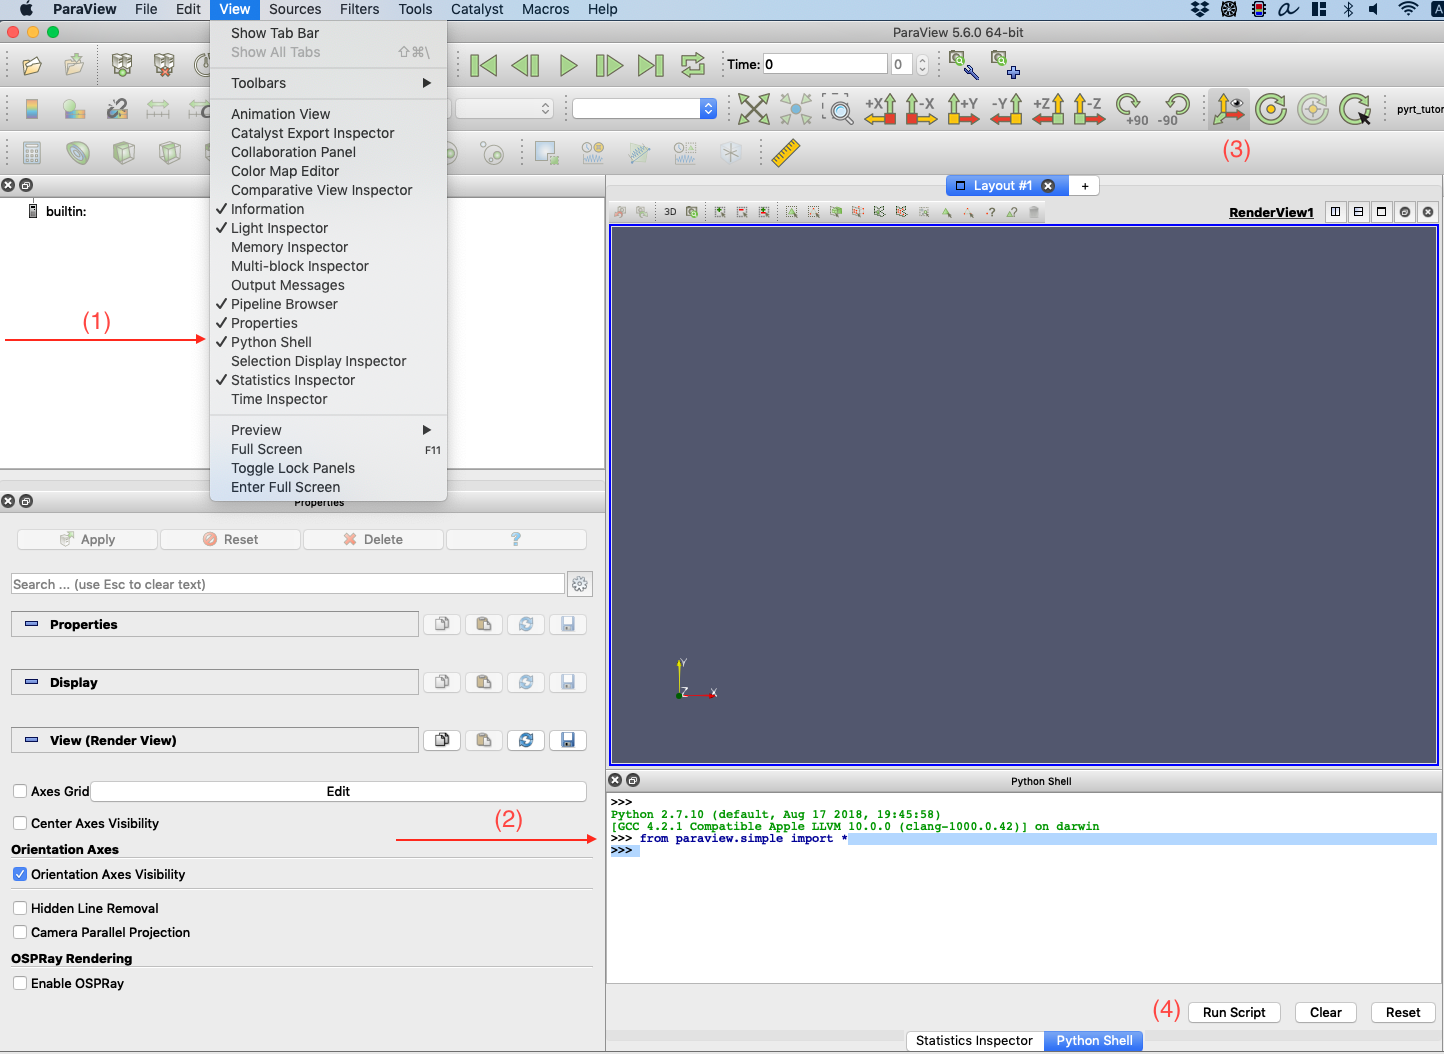 ParaView File Edit View Sources Filters Tools Catalyst Macros Help
ParaView 5.6.0 64-bit
Show Tab Bar
Show All Tabs ⇧⌘\
Toolbars
Animation View
Catalyst Export Inspector
Collaboration Panel
Color Map Editor
Comparative View Inspector
✓ Information
✓ Light Inspector
Memory Inspector
Multi-block Inspector
Output Messages
✓ Pipeline Browser
✓ Properties
✓ Python Shell
Selection Display Inspector
✓ Statistics Inspector
Time Inspector
Preview
Full Screen F11
Toggle Lock Panels
Enter Full Screen
Time: 0 0
+X -X +Y -Y +Z -Z +90 -90 pyrt_tutor
(3)
builtin:
(1)
Layout #1 +
3D RenderView1
Y
Z X
Properties
Apply Reset Delete ?
Search ... (use Esc to clear text)
Properties
Display
View (Render View)
Axes Grid Edit
Center Axes Visibility
Orientation Axes
Orientation Axes Visibility
Hidden Line Removal
Camera Parallel Projection
OSPRay Rendering
Enable OSPRay
(2)
Python Shell
>>>
Python 2.7.10 (default, Aug 17 2018, 19:45:58)
[GCC 4.2.1 Compatible Apple LLVM 10.0.0 (clang-1000.0.42)] on darwin
>>> from paraview.simple import *
>>>
(4) Run Script Clear Reset
Statistics Inspector Python Shell